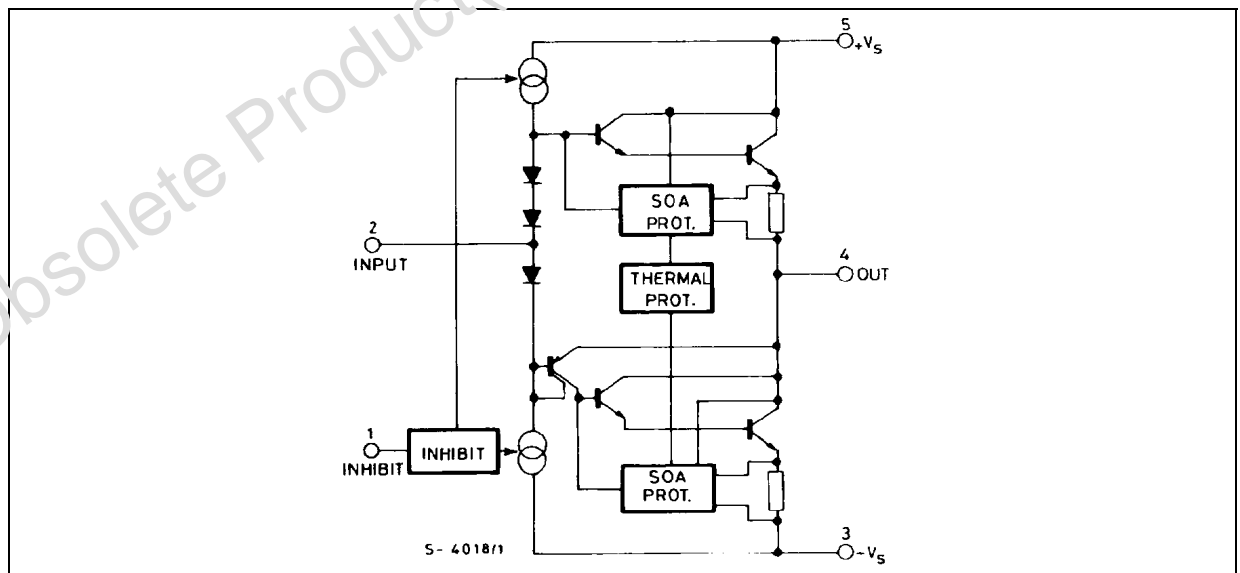 Obsolete Product(
5
+VS
SOA
PROT.
2
INPUT
4
OUT
THERMAL
PROT.
1
INHIBIT
INHIBIT
SOA
PROT.
S- 4018/1
3
-VS